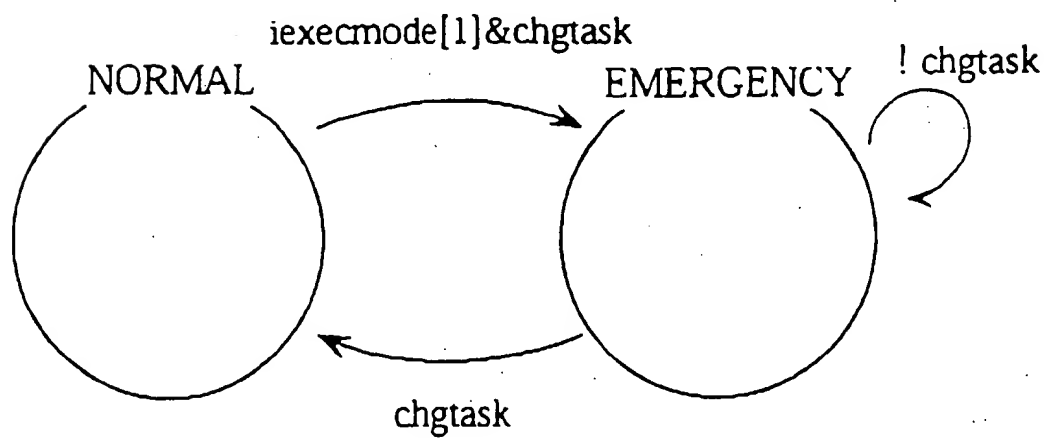 iexecmode[1]&chgtask
NORMAL
EMERGENCY
! chgtask
chgtask